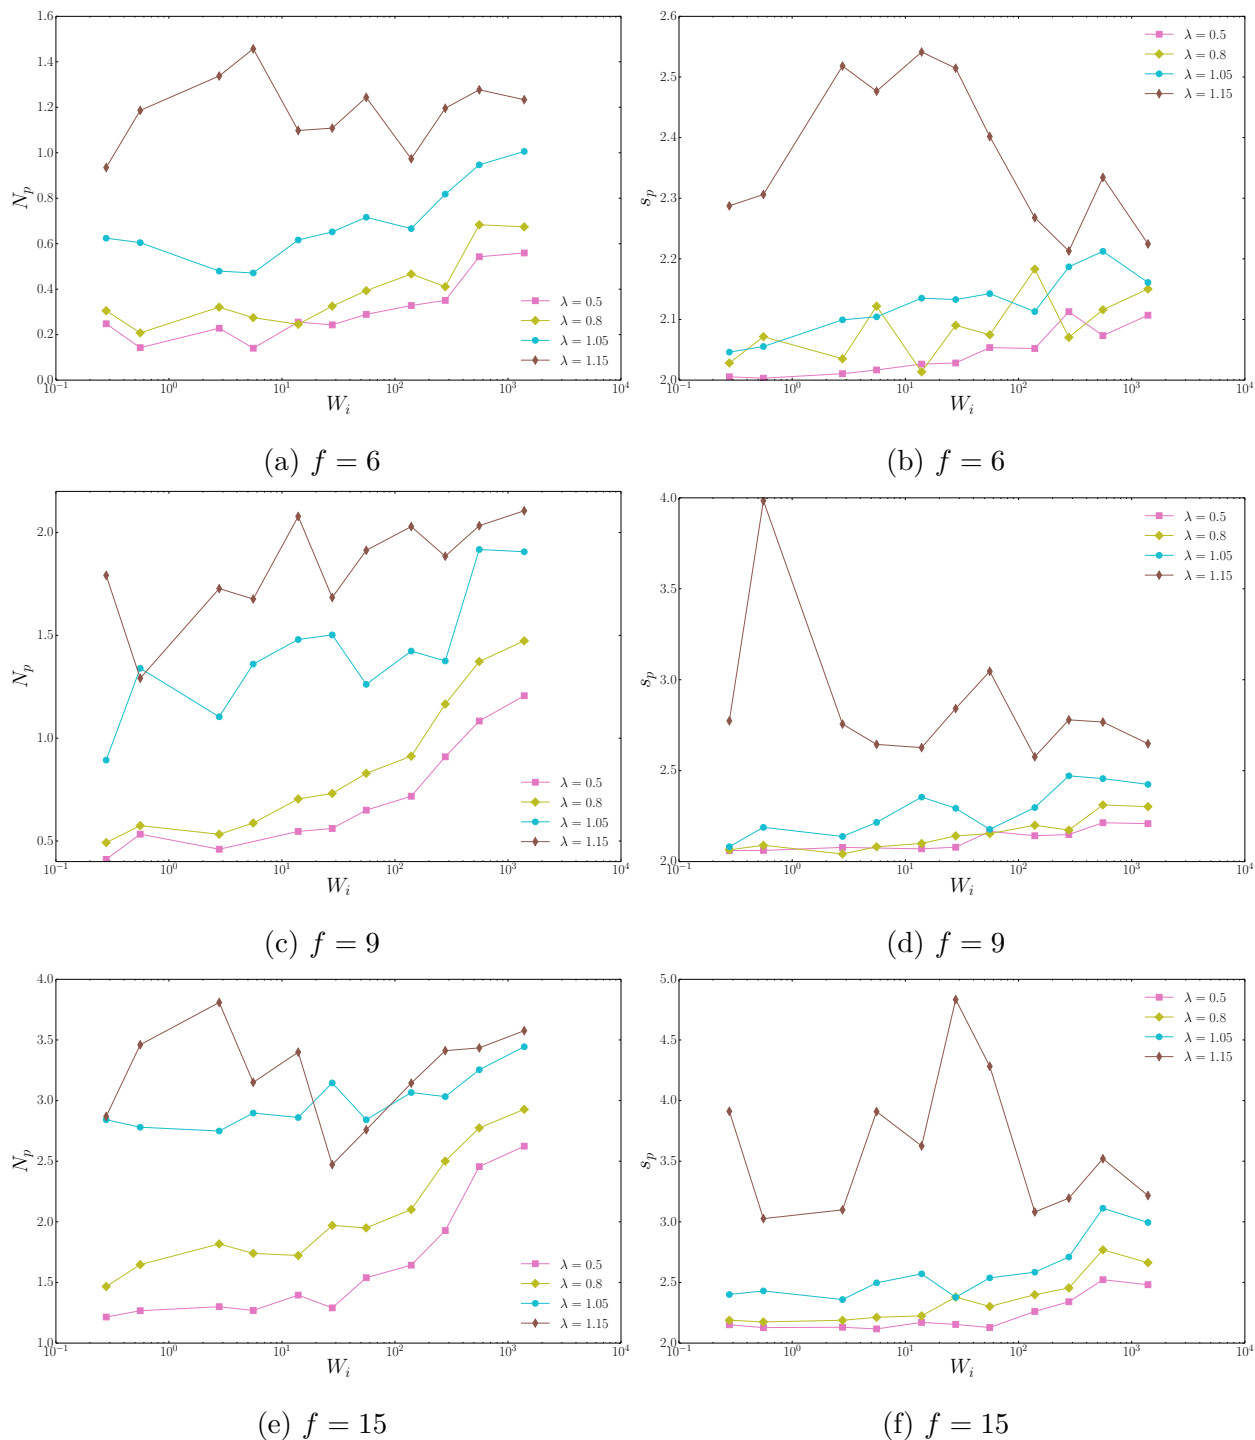 1.6
1.4
1.2
1.0
0.8
0.6
0.4
0.2
0.0
N_p
10^-1 10^0 10^1 10^2 10^3 10^4
W_i
λ = 0.5
λ = 0.8
λ = 1.05
λ = 1.15
(a) f = 6
2.6
2.5
2.4
2.3
2.2
2.1
2.0
s_p
10^-1 10^0 10^1 10^2 10^3 10^4
W_i
λ = 0.5
λ = 0.8
λ = 1.05
λ = 1.15
(b) f = 6
2.0
1.5
1.0
0.5
N_p
10^-1 10^0 10^1 10^2 10^3 10^4
W_i
λ = 0.5
λ = 0.8
λ = 1.05
λ = 1.15
(c) f = 9
4.0
3.5
3.0
2.5
2.0
s_p
10^-1 10^0 10^1 10^2 10^3 10^4
W_i
λ = 0.5
λ = 0.8
λ = 1.05
λ = 1.15
(d) f = 9
4.0
3.5
3.0
2.5
2.0
1.5
1.0
N_p
10^-1 10^0 10^1 10^2 10^3 10^4
W_i
λ = 0.5
λ = 0.8
λ = 1.05
λ = 1.15
(e) f = 15
5.0
4.5
4.0
3.5
3.0
2.5
2.0
s_p
10^-1 10^0 10^1 10^2 10^3 10^4
W_i
λ = 0.5
λ = 0.8
λ = 1.05
λ = 1.15
(f) f = 15